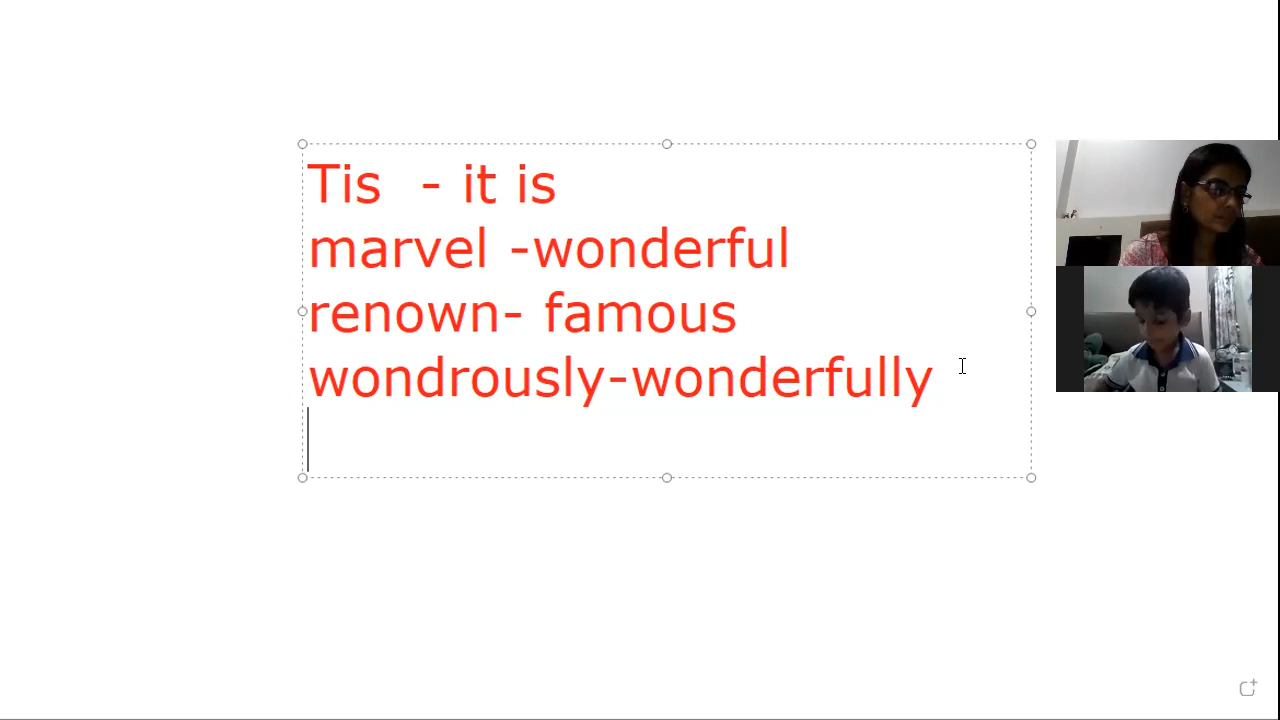 Tis - it is
marvel -wonderful
renown- famous
wondrously-wonderfully